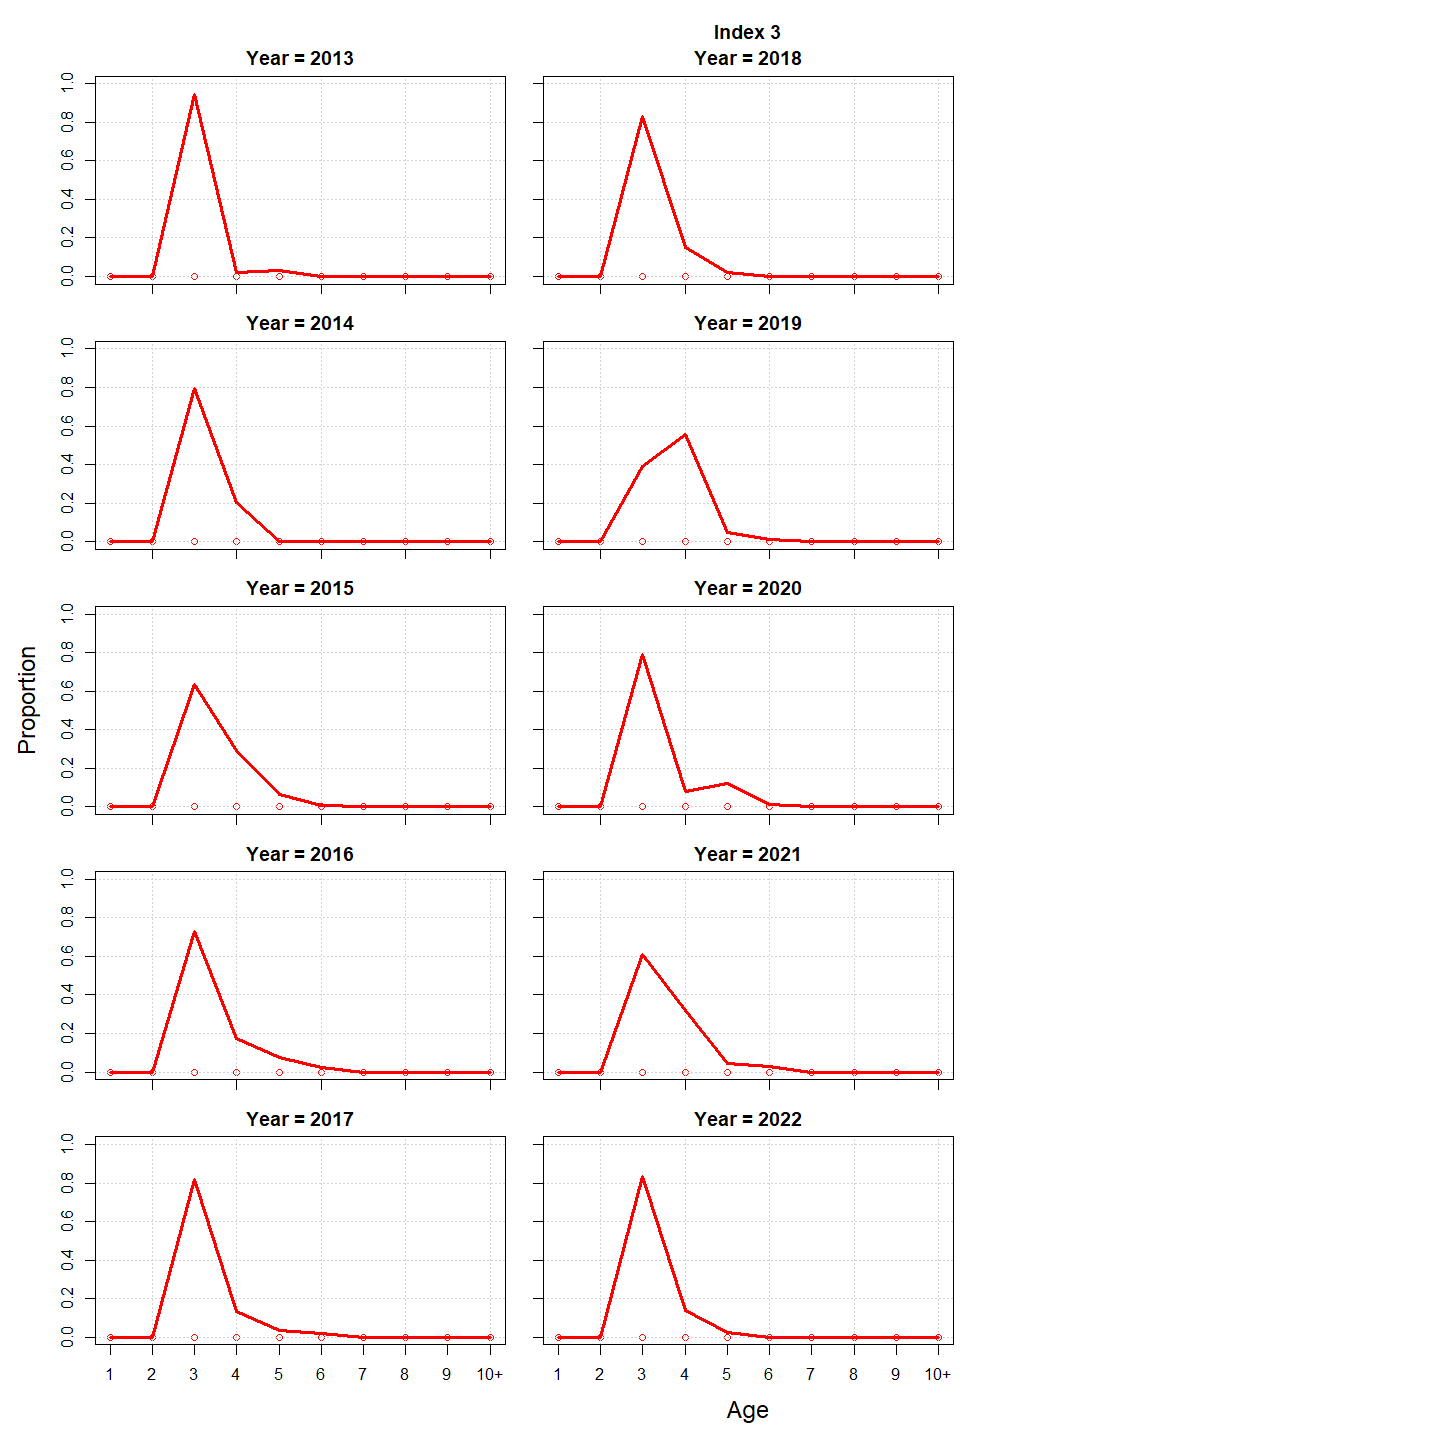 Index 3
Year = 2013
Year = 2018
0.0 0.2 0.4 0.6 0.8 1.0
Year = 2014
Year = 2019
0.0 0.2 0.4 0.6 0.8 1.0
Year = 2015
Year = 2020
0.0 0.2 0.4 0.6 0.8 1.0
Proportion
Year = 2016
Year = 2021
0.0 0.2 0.4 0.6 0.8 1.0
Year = 2017
Year = 2022
0.0 0.2 0.4 0.6 0.8 1.0
1 2 3 4 5 6 7 8 9 10+
1 2 3 4 5 6 7 8 9 10+
Age